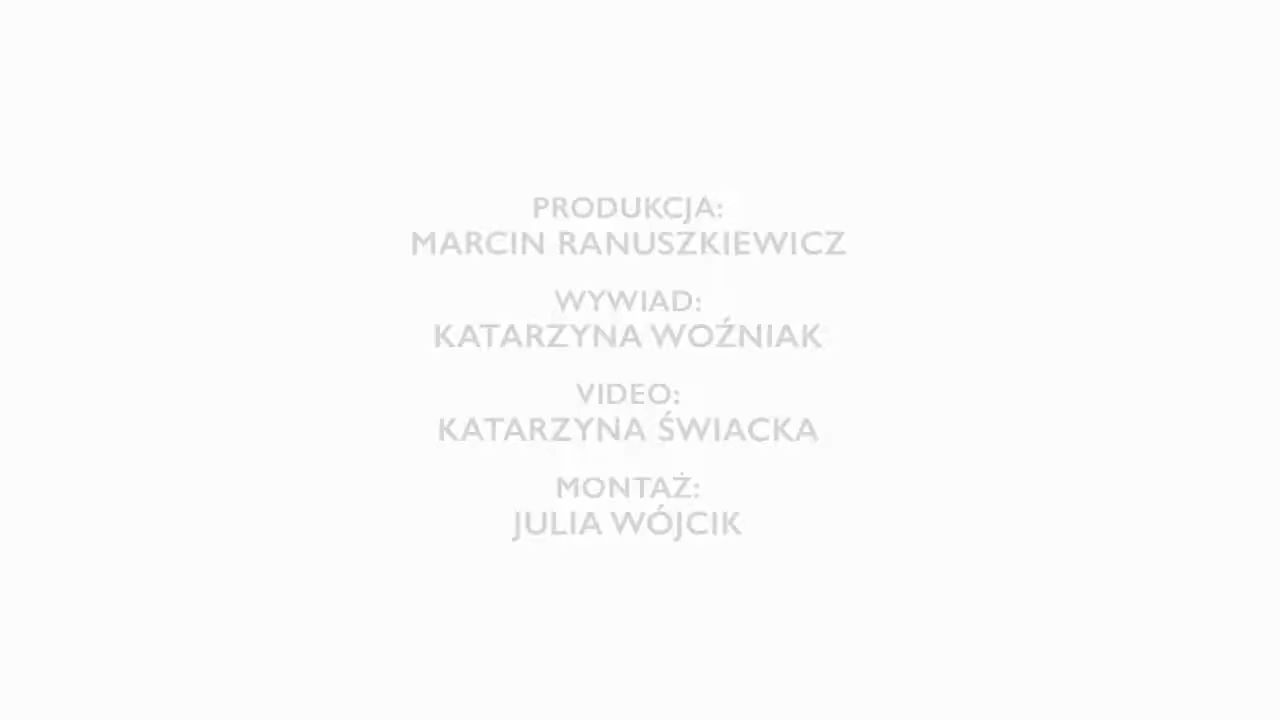 PRODUKCJA:
MARCIN RANUSZKIEWICZ
WYWIAD:
KATARZYNA WOŹNIAK
VIDEO:
KATARZYNA ŚWIACKA
MONTAŻ:
JULIA WÓJCIK